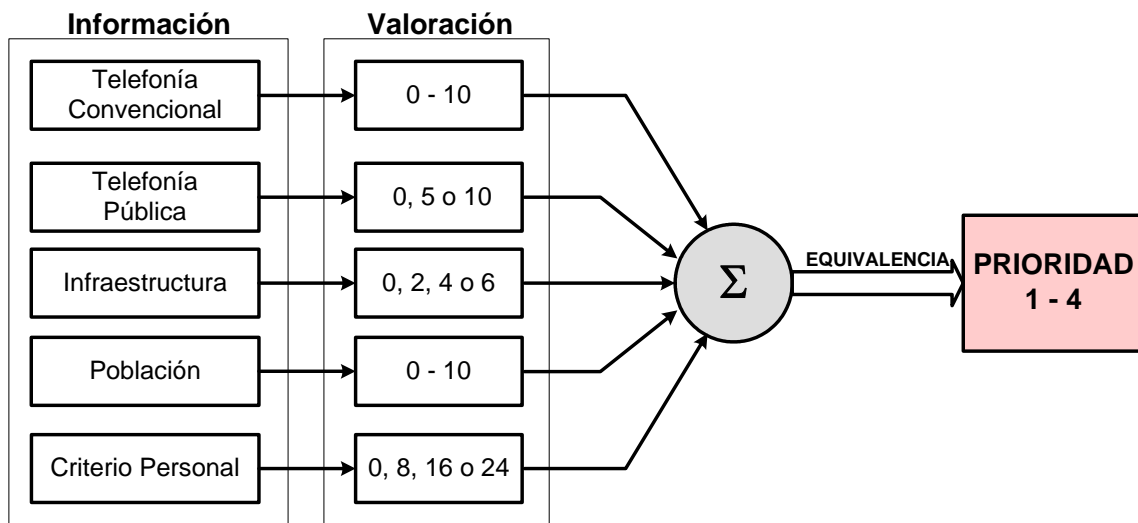 Información
Valoración
Telefonía
Convencional
0 - 10
Telefonía
Pública
0, 5 o 10
Infraestructura
0, 2, 4 o 6
Población
0 - 10
Criterio Personal
0, 8, 16 o 24
Σ
EQUIVALENCIA
PRIORIDAD
1 - 4